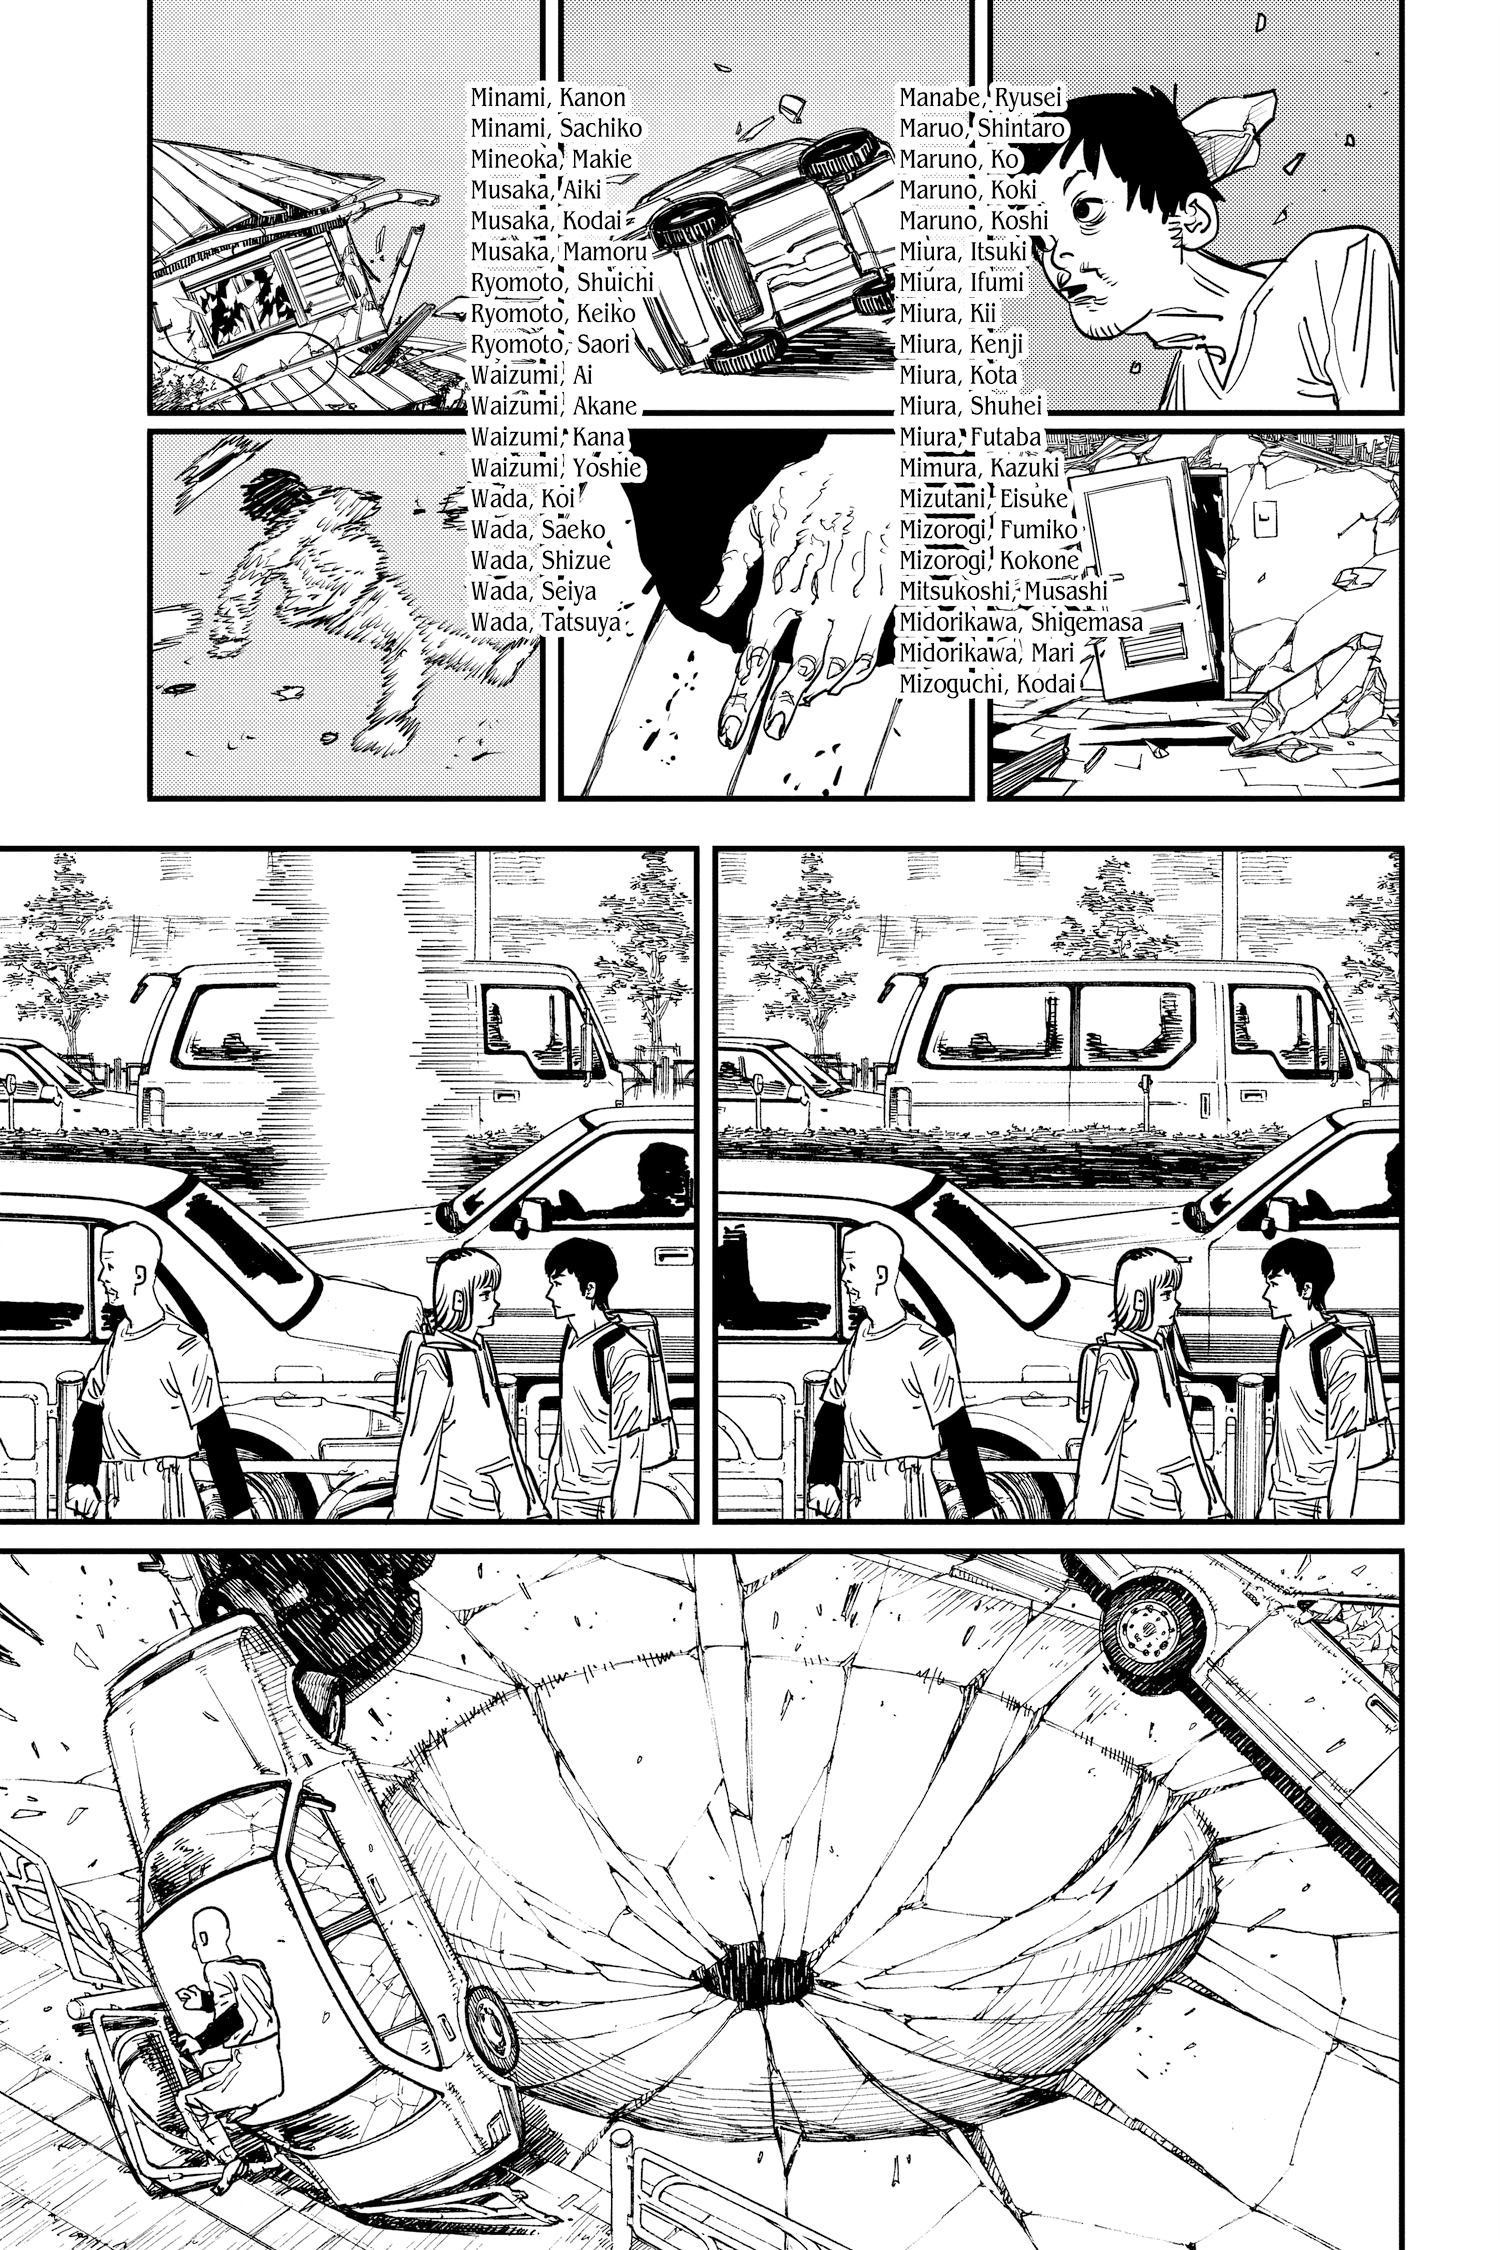 Manabe, Ryusei
Maruo, Shintaro
Maruno, Ko
Maruno, Koki
Maruno, Koshi
Miura, Itsuki
Miura, Ifumi
Miura, Kii
Miura, Kenji
Miura, Kota
Miura, Shuhei
Miura, Futaba
Mimura, Kazuki
Mizutani, Eisuke
Mizorogi, Fumiko
Mizorogi, Kokone
Mitsukoshi, Musashi
Midorikawa, Shigemasa
Midorikawa, Mari
Mizoguchi, Kodai
Minami, Kanon
Minami, Sachiko
Mineoka, Makie
Musaka, Aiki
Musaka, Kodai
Musaka, Mamoru
Ryomoto, Shuichi
Ryomoto, Keiko
Ryomoto, Saori
Waizumi, Ai
Waizumi, Akane
Waizumi, Kana
Waizumi, Yoshie
Wada, Koi
Wada, Saeko
Wada, Shizue
Wada, Seiya
Wada, Tatsuya